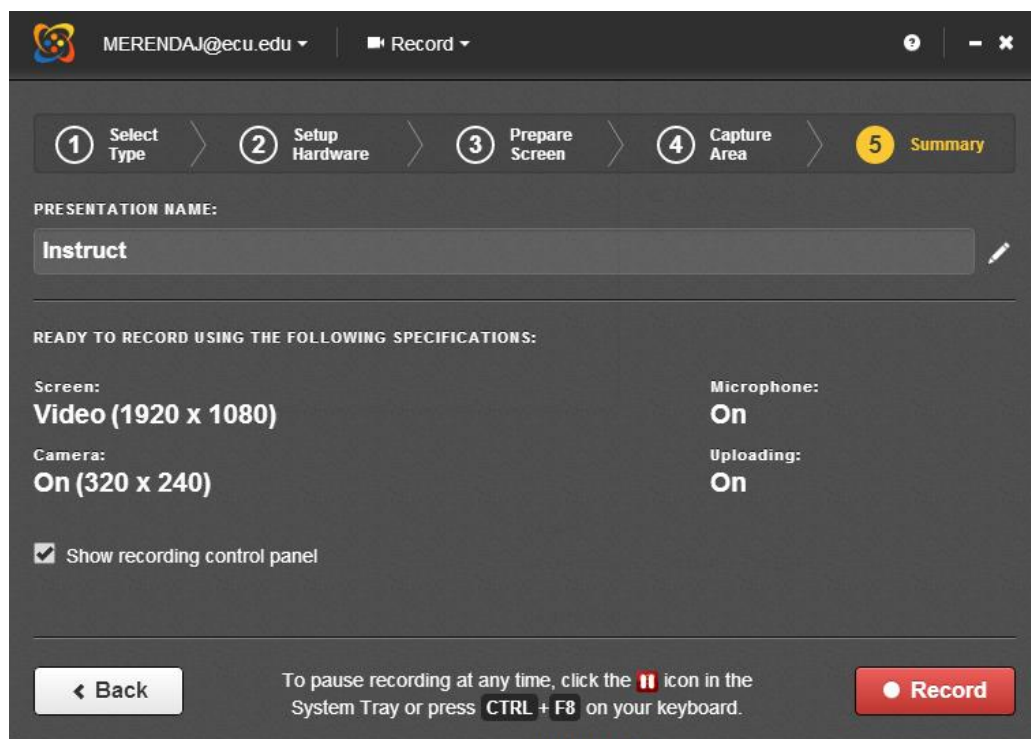 MERENDAJ@ecu.edu Record
1 Select Type 2 Setup Hardware 3 Prepare Screen 4 Capture Area 5 Summary
PRESENTATION NAME:
Instruct
READY TO RECORD USING THE FOLLOWING SPECIFICATIONS:
Screen: Microphone:
Video (1920 x 1080) On
Camera: Uploading:
On (320 x 240) On
Show recording control panel
Back
To pause recording at any time, click the icon in the
System Tray or press CTRL + F8 on your keyboard.
Record